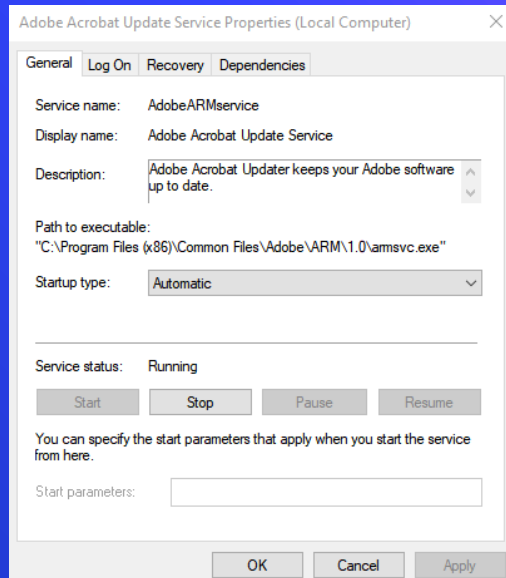 Adobe Acrobat Update Service Properties (Local Computer)
General Log On Recovery Dependencies
Service name: AdobeARMservice
Display name: Adobe Acrobat Update Service
Description: Adobe Acrobat Updater keeps your Adobe software
up to date.
Path to executable:
"C:\Program Files (x86)\Common Files\Adobe\ARM\1.0\armsvc.exe"
Startup type: Automatic
Service status: Running
Start Stop Pause Resume
You can specify the start parameters that apply when you start the service
from here.
Start parameters:
OK Cancel Apply